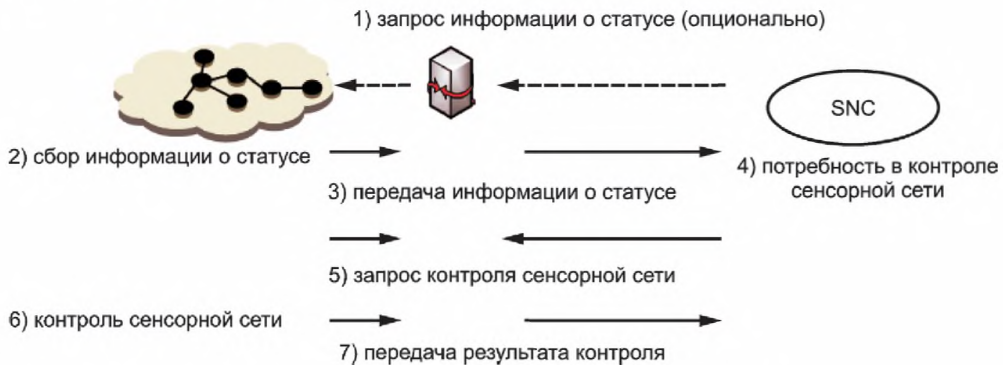 1) запрос информации о статусе (опционально)
SNC
2) сбор информации о статусе
4) потребность в контроле
сенсорной сети
3) передача информации о статусе
5) запрос контроля сенсорной сети
6) контроль сенсорной сети
7) передача результата контроля